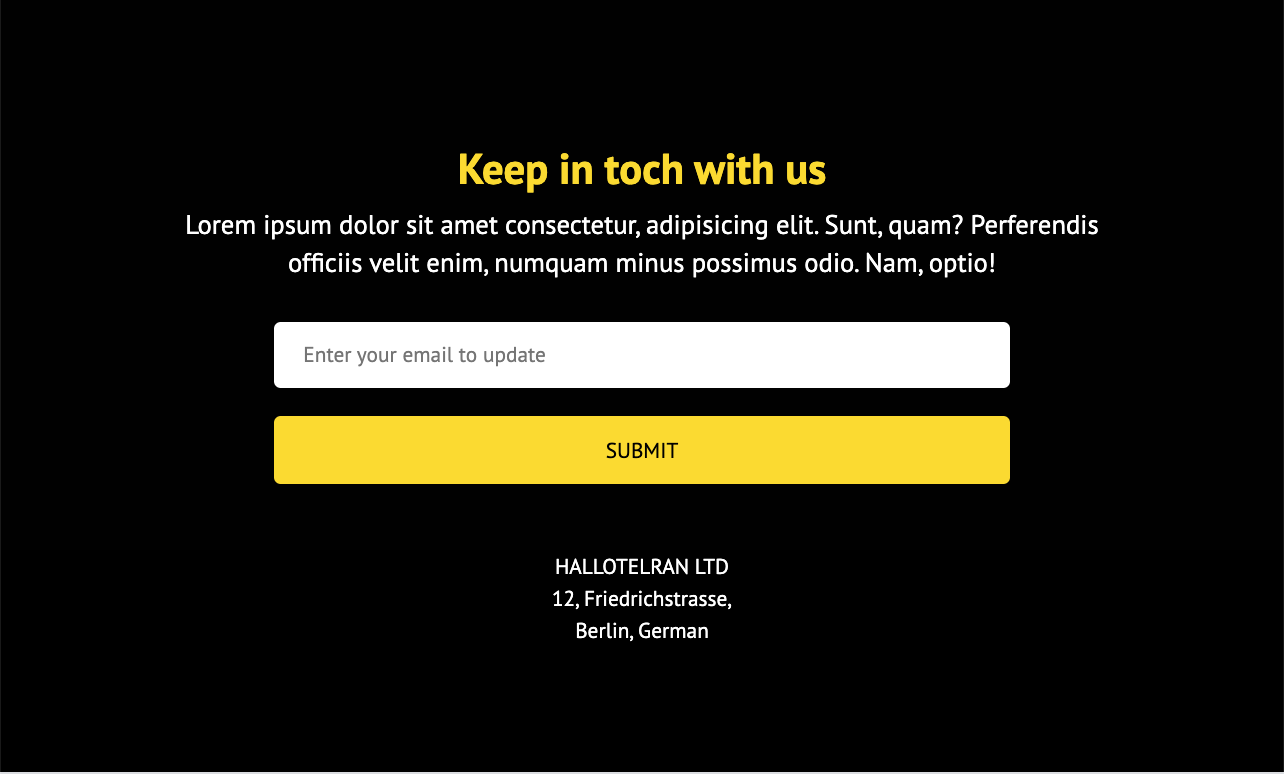 Keep in toch with us
Lorem ipsum dolor sit amet consectetur, adipisicing elit. Sunt, quam? Perferendis
officiis velit enim, numquam minus possimus odio. Nam, optio!
Enter your email to update
SUBMIT
HALLOTELRAN LTD
12, Friedrichstrasse,
Berlin, German